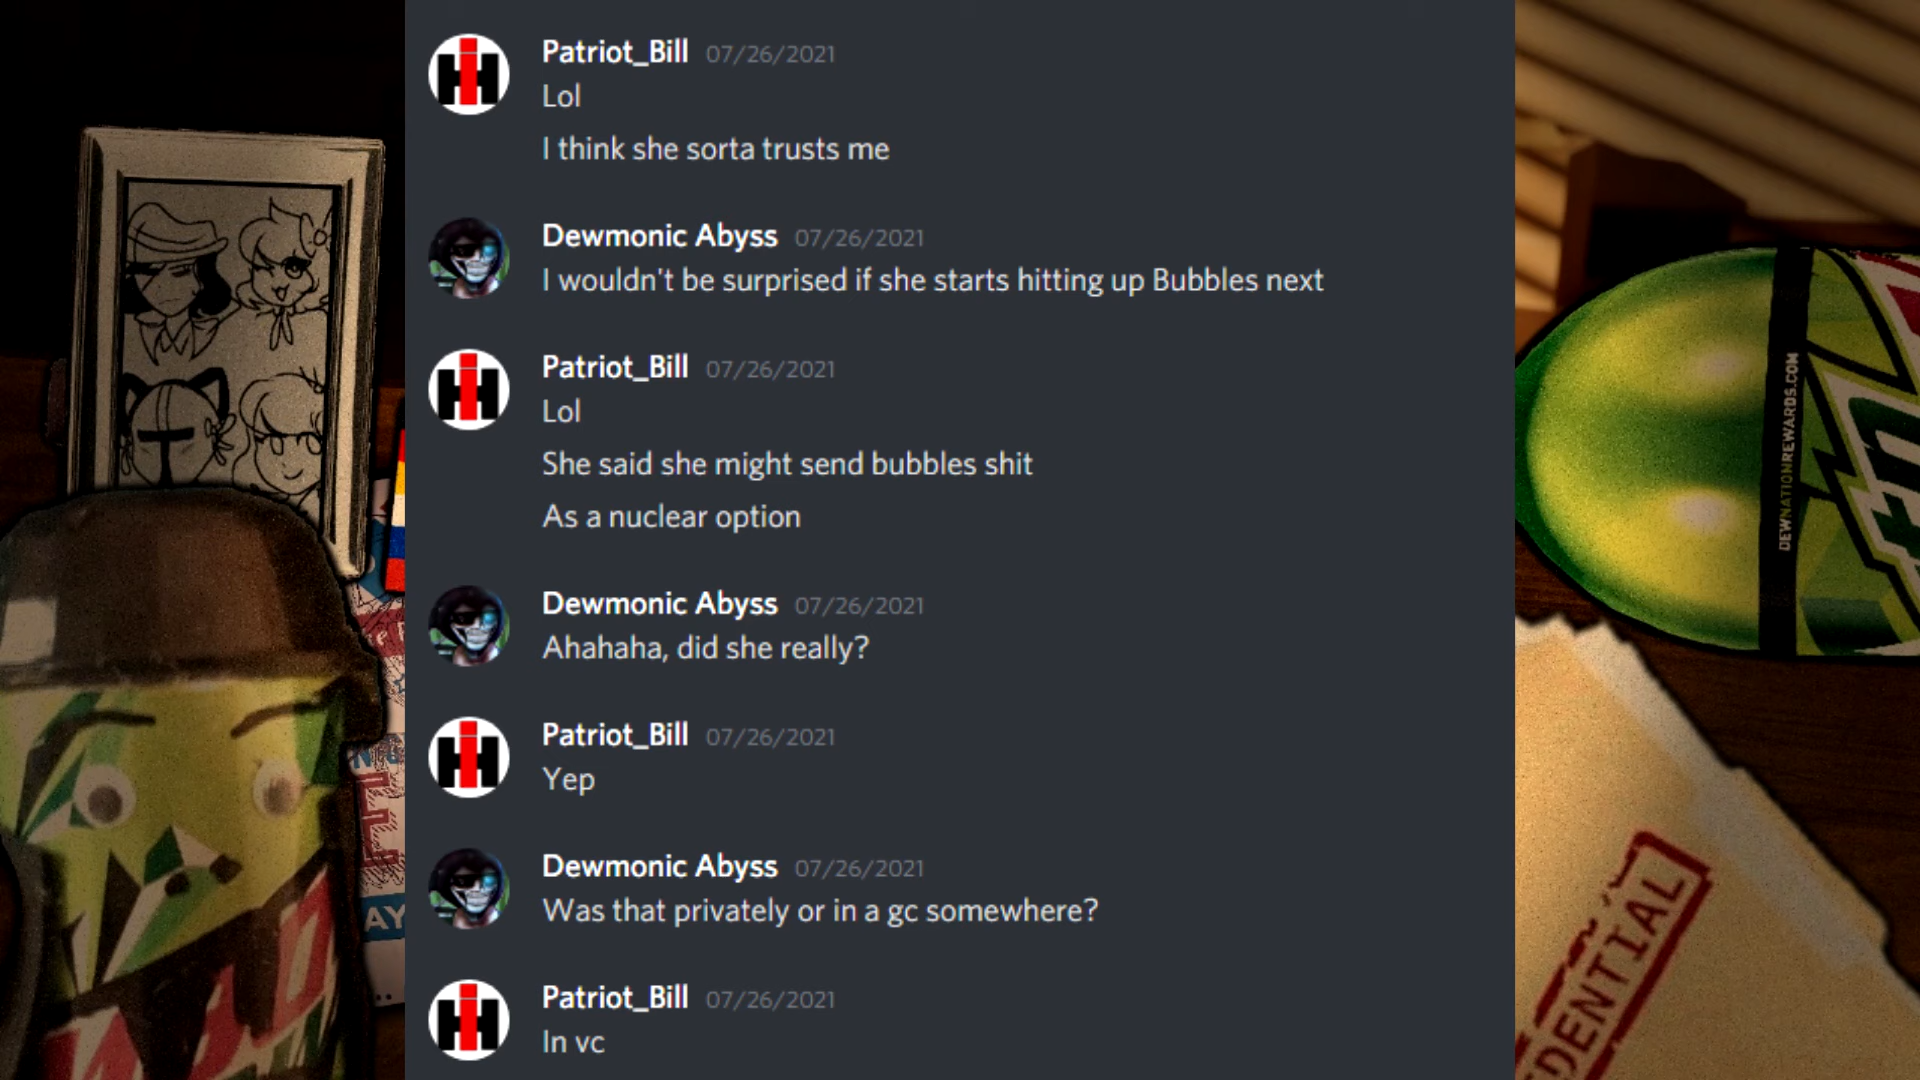 Patriot_Bill 07/26/2021
Lol
I think she sorta trusts me
Dewmonic Abyss 07/26/2021
I wouldn't be surprised if she starts hitting up Bubbles next
Patriot_Bill 07/26/2021
Lol
She said she might send bubbles shit
As a nuclear option
Dewmonic Abyss 07/26/2021
Ahahaha, did she really?
Patriot_Bill 07/26/2021
Yep
Dewmonic Abyss 07/26/2021
Was that privately or in a gc somewhere?
Patriot_Bill 07/26/2021
In vc
DEWNATIONREWARDS.COM
DENTIAL
AY